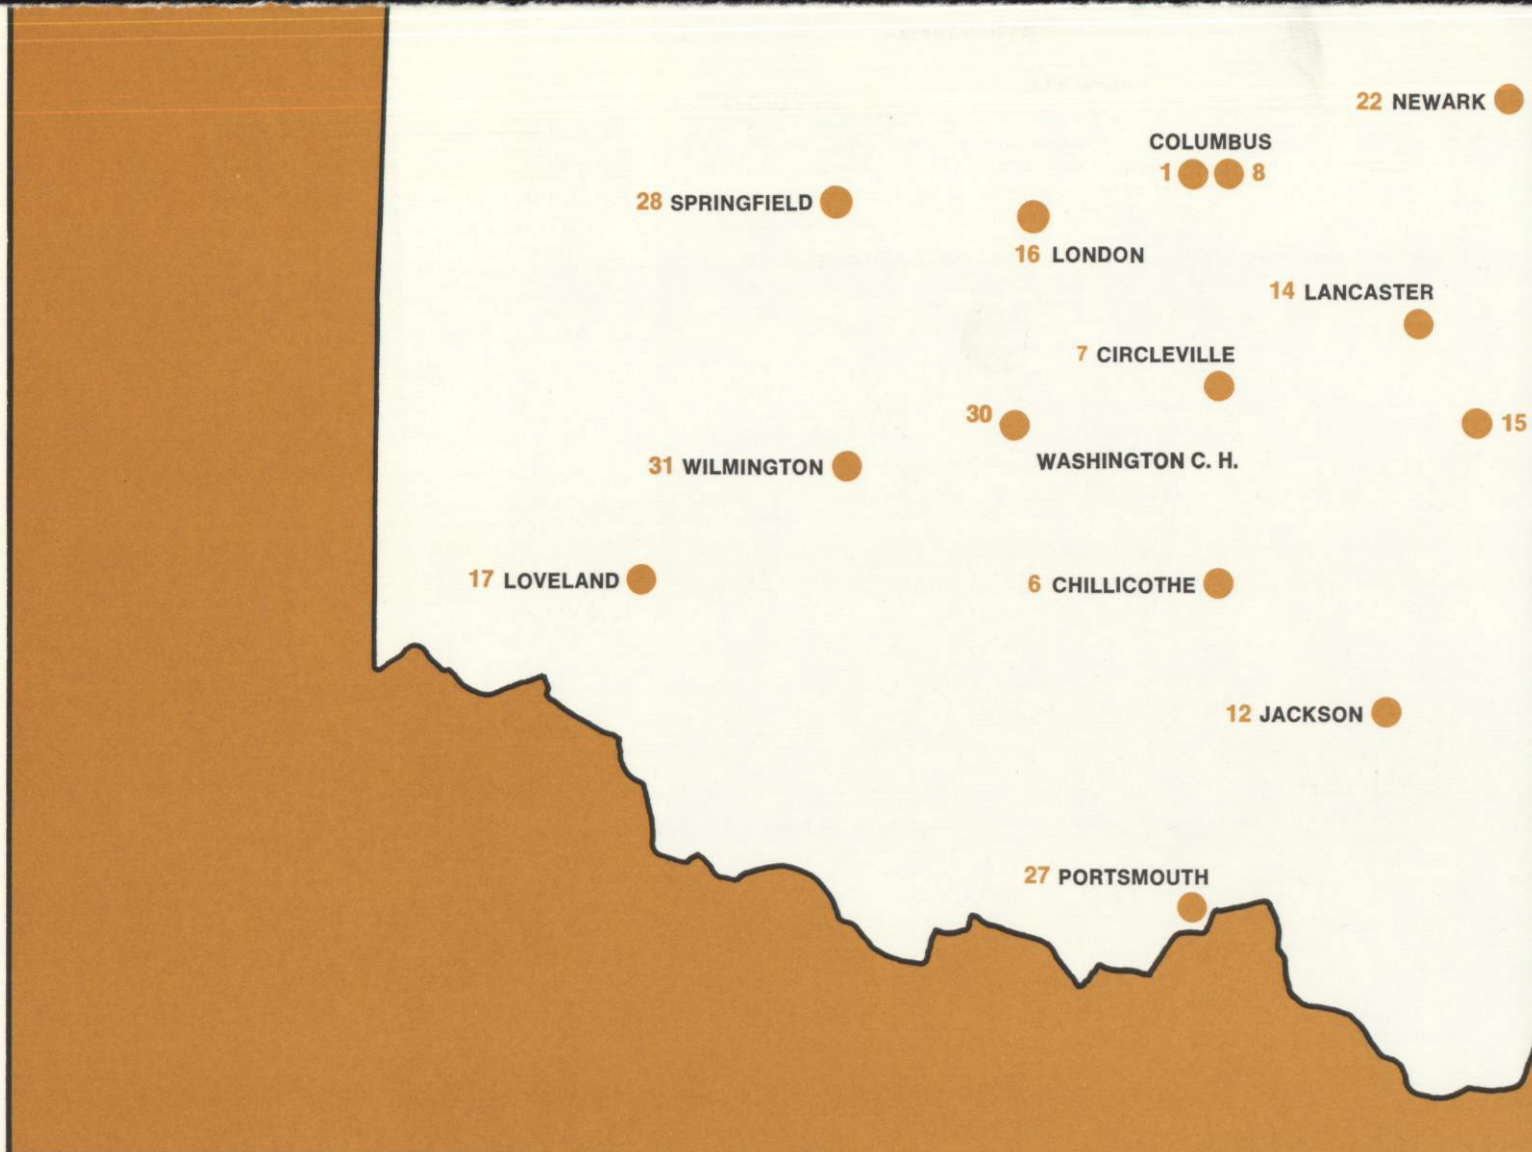 22 NEWARK
COLUMBUS
1 8
28 SPRINGFIELD
16 LONDON
14 LANCASTER
7 CIRCLEVILLE
30
WASHINGTON C. H.
15
31 WILMINGTON
17 LOVELAND
6 CHILLICOTHE
12 JACKSON
27 PORTSMOUTH